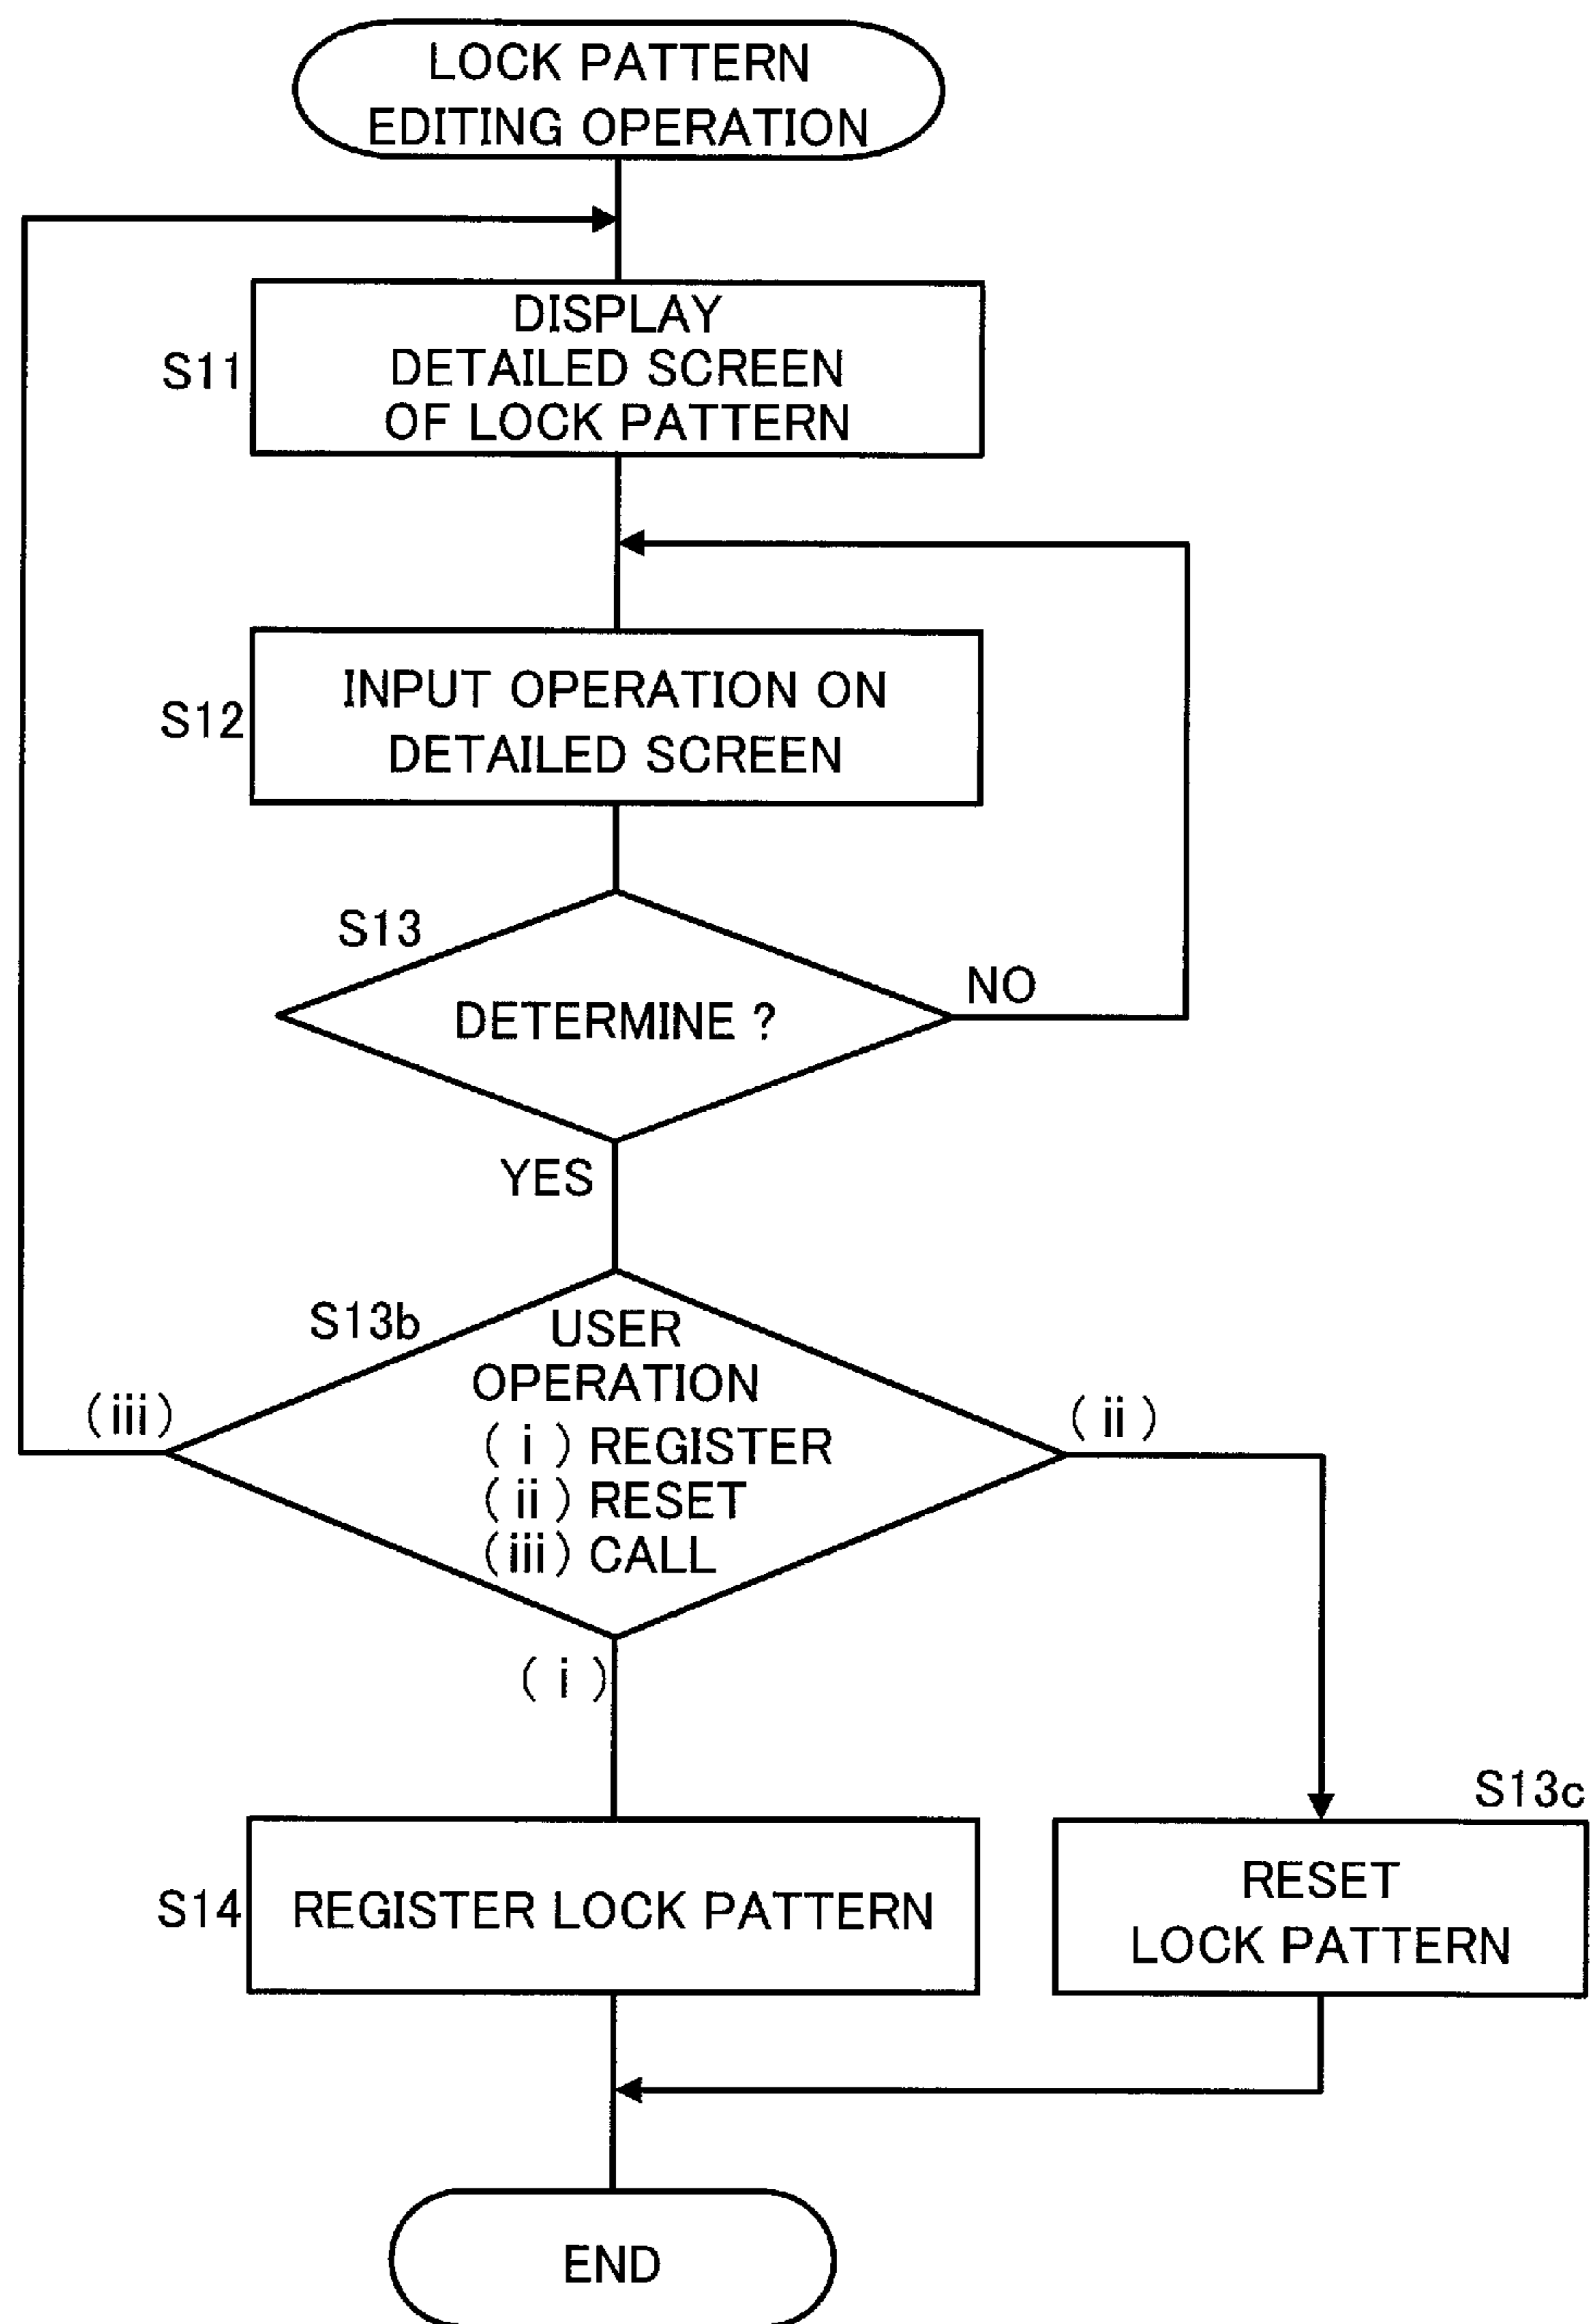 LOCK PATTERN
EDITING OPERATION
S11
DISPLAY
DETAILED SCREEN
OF LOCK PATTERN
S12
INPUT OPERATION ON
DETAILED SCREEN
S13
DETERMINE ?
NO
YES
S13b
USER
OPERATION
( i ) REGISTER
( ii ) RESET
(iii) CALL
(iii)
( ii )
( i )
S14
REGISTER LOCK PATTERN
S13c
RESET
LOCK PATTERN
END